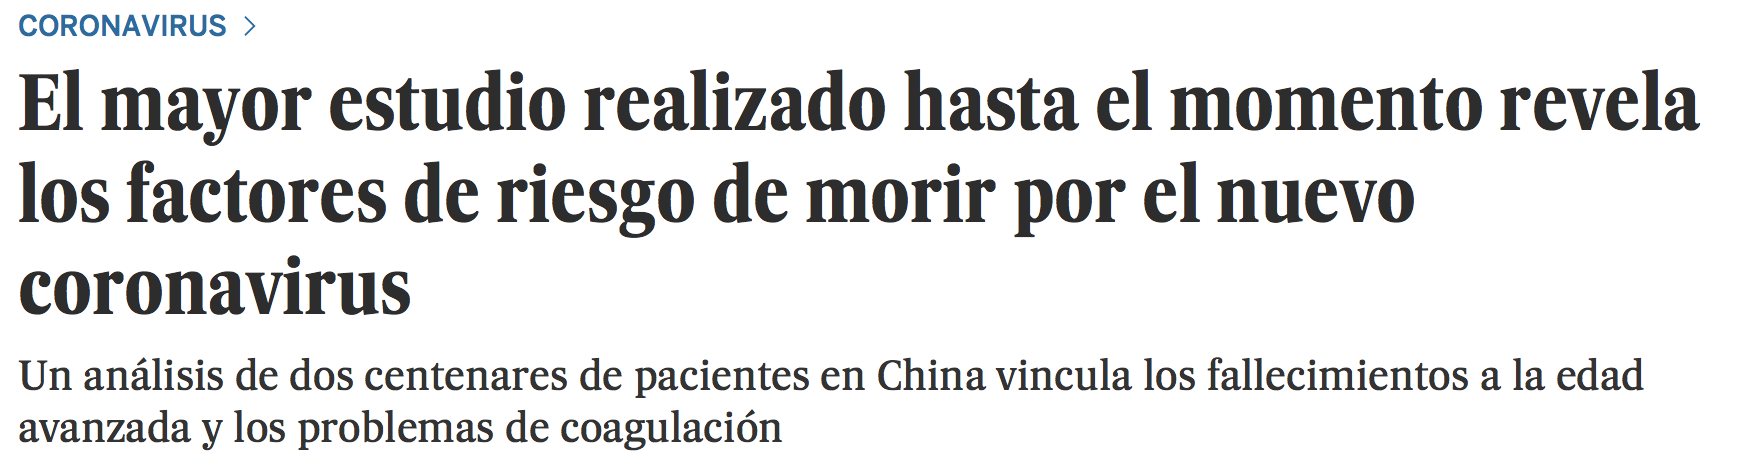 CORONAVIRUS >
El mayor estudio realizado hasta el momento revela
los factores de riesgo de morir por el nuevo
coronavirus
Un análisis de dos centenares de pacientes en China vincula los fallecimientos a la edad
avanzada y los problemas de coagulación